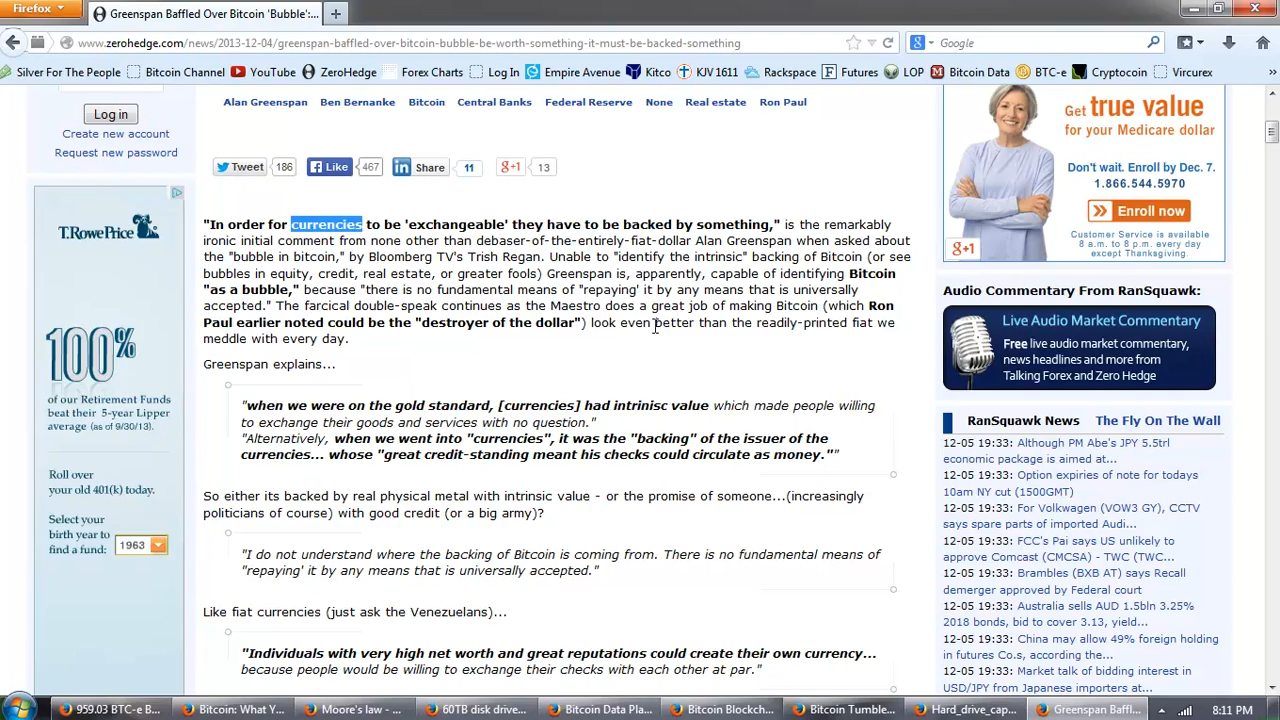 Firefox
Greenspan Baffled Over Bitcoin 'Bubble':...
www.zerohedge.com/news/2013-12-04/greenspan-baffled-over-bitcoin-bubble-be-worth-something-it-must-be-backed-something
Google
Silver For The People Bitcoin Channel YouTube ZeroHedge Forex Charts Log In Empire Avenue Kitco KJV 1611 Rackspace Futures LOP Bitcoin Data BTC-e Cryptocoin Vircurex
Log in
Create new account
Request new password
T.RowePrice
100%
of our Retirement Funds
beat their 5-year Lipper
average (as of 9/30/13).
Roll over
your old 401(k) today.
Select your
birth year to
find a fund:
1963
Alan Greenspan Ben Bernanke Bitcoin Central Banks Federal Reserve None Real estate Ron Paul
Tweet 186 Like 467 Share 11 +1 13
"In order for currencies to be 'exchangeable' they have to be backed by something," is the remarkably
ironic initial comment from none other than debaser-of-the-entirely-fiat-dollar Alan Greenspan when asked about
the "bubble in bitcoin," by Bloomberg TV's Trish Regan. Unable to "identify the intrinsic" backing of Bitcoin (or see
bubbles in equity, credit, real estate, or greater fools) Greenspan is, apparently, capable of identifying Bitcoin
"as a bubble," because "there is no fundamental means of "repaying' it by any means that is universally
accepted." The farcical double-speak continues as the Maestro does a great job of making Bitcoin (which Ron
Paul earlier noted could be the "destroyer of the dollar") look even better than the readily-printed fiat we
meddle with every day.
Greenspan explains...
"when we were on the gold standard, [currencies] had intrinisc value which made people willing
to exchange their goods and services with no question."
"Alternatively, when we went into "currencies", it was the "backing" of the issuer of the
currencies... whose "great credit-standing meant his checks could circulate as money.""
So either its backed by real physical metal with intrinsic value - or the promise of someone...(increasingly
politicians of course) with good credit (or a big army)?
"I do not understand where the backing of Bitcoin is coming from. There is no fundamental means of
"repaying' it by any means that is universally accepted."
Like fiat currencies (just ask the Venezuelans)...
"Individuals with very high net worth and great reputations could create their own currency...
because people would be willing to exchange their checks with each other at par."
Get true value
for your Medicare dollar
Don't wait. Enroll by Dec. 7.
1.866.544.5970
Enroll now
Customer Service is available
8 a.m. to 8 p.m. every day
except Thanksgiving.
+1
Audio Commentary From RanSquawk:
Live Audio Market Commentary
Free live audio market commentary,
news headlines and more from
Talking Forex and Zero Hedge
RanSquawk News The Fly On The Wall
12-05 19:33: Although PM Abe's JPY 5.5trl
economic package is aimed at...
12-05 19:33: Option expiries of note for todays
10am NY cut (1500GMT)
12-05 19:33: For Volkwagen (VOW3 GY), CCTV
says spare parts of imported Audi...
12-05 19:33: FCC's Pai says US unlikely to
approve Comcast (CMCSA) - TWC (TWC...
12-05 19:33: Brambles (BXB AT) says Recall
demerger approved by Federal court
12-05 19:33: Australia sells AUD 1.5bln 3.25%
2018 bonds, bid to cover 3.13, yield...
12-05 19:33: China may allow 49% foreign holding
in futures Co.s, according the...
12-05 19:33: Market talk of bidding interest in
USD/JPY from Japanese importers at...
959.03 BTC-e B... Bitcoin: What Y... Moore's law - ... 60TB disk drive... Bitcoin Data Pla... Bitcoin Blockch... Bitcoin Tumble... Hard_drive_cap... Greenspan Baffl... 8:11 PM